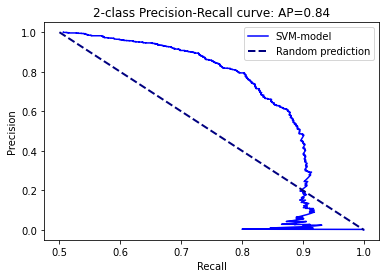 2-class Precision-Recall curve: AP=0.84
SVM-model
Random prediction
1.0
0.8
0.6
0.4
0.2
0.0
Precision
0.5
0.6
0.7
0.8
0.9
1.0
Recall